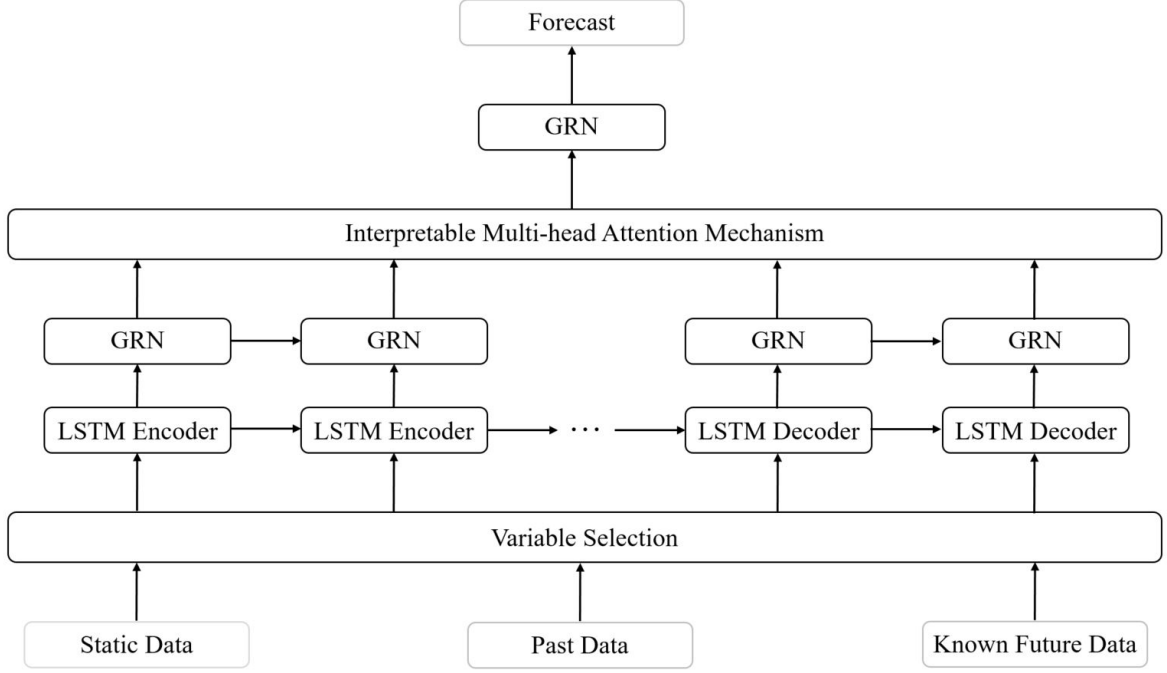 Forecast
GRN
Interpretable Multi-head Attention Mechanism
GRN
GRN
GRN
GRN
LSTM Encoder
LSTM Encoder
...
LSTM Decoder
LSTM Decoder
Variable Selection
Static Data
Past Data
Known Future Data